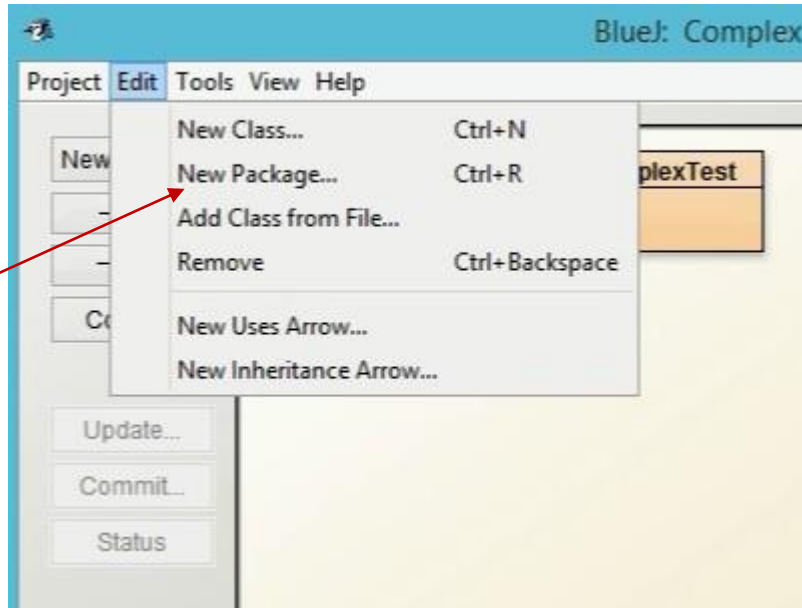 BlueJ: Complex
Project Edit Tools View Help
New Class... Ctrl+N
New Package... Ctrl+R
Add Class from File...
Remove Ctrl+Backspace
New Uses Arrow...
New Inheritance Arrow...
New
plexTest
Update...
Commit...
Status